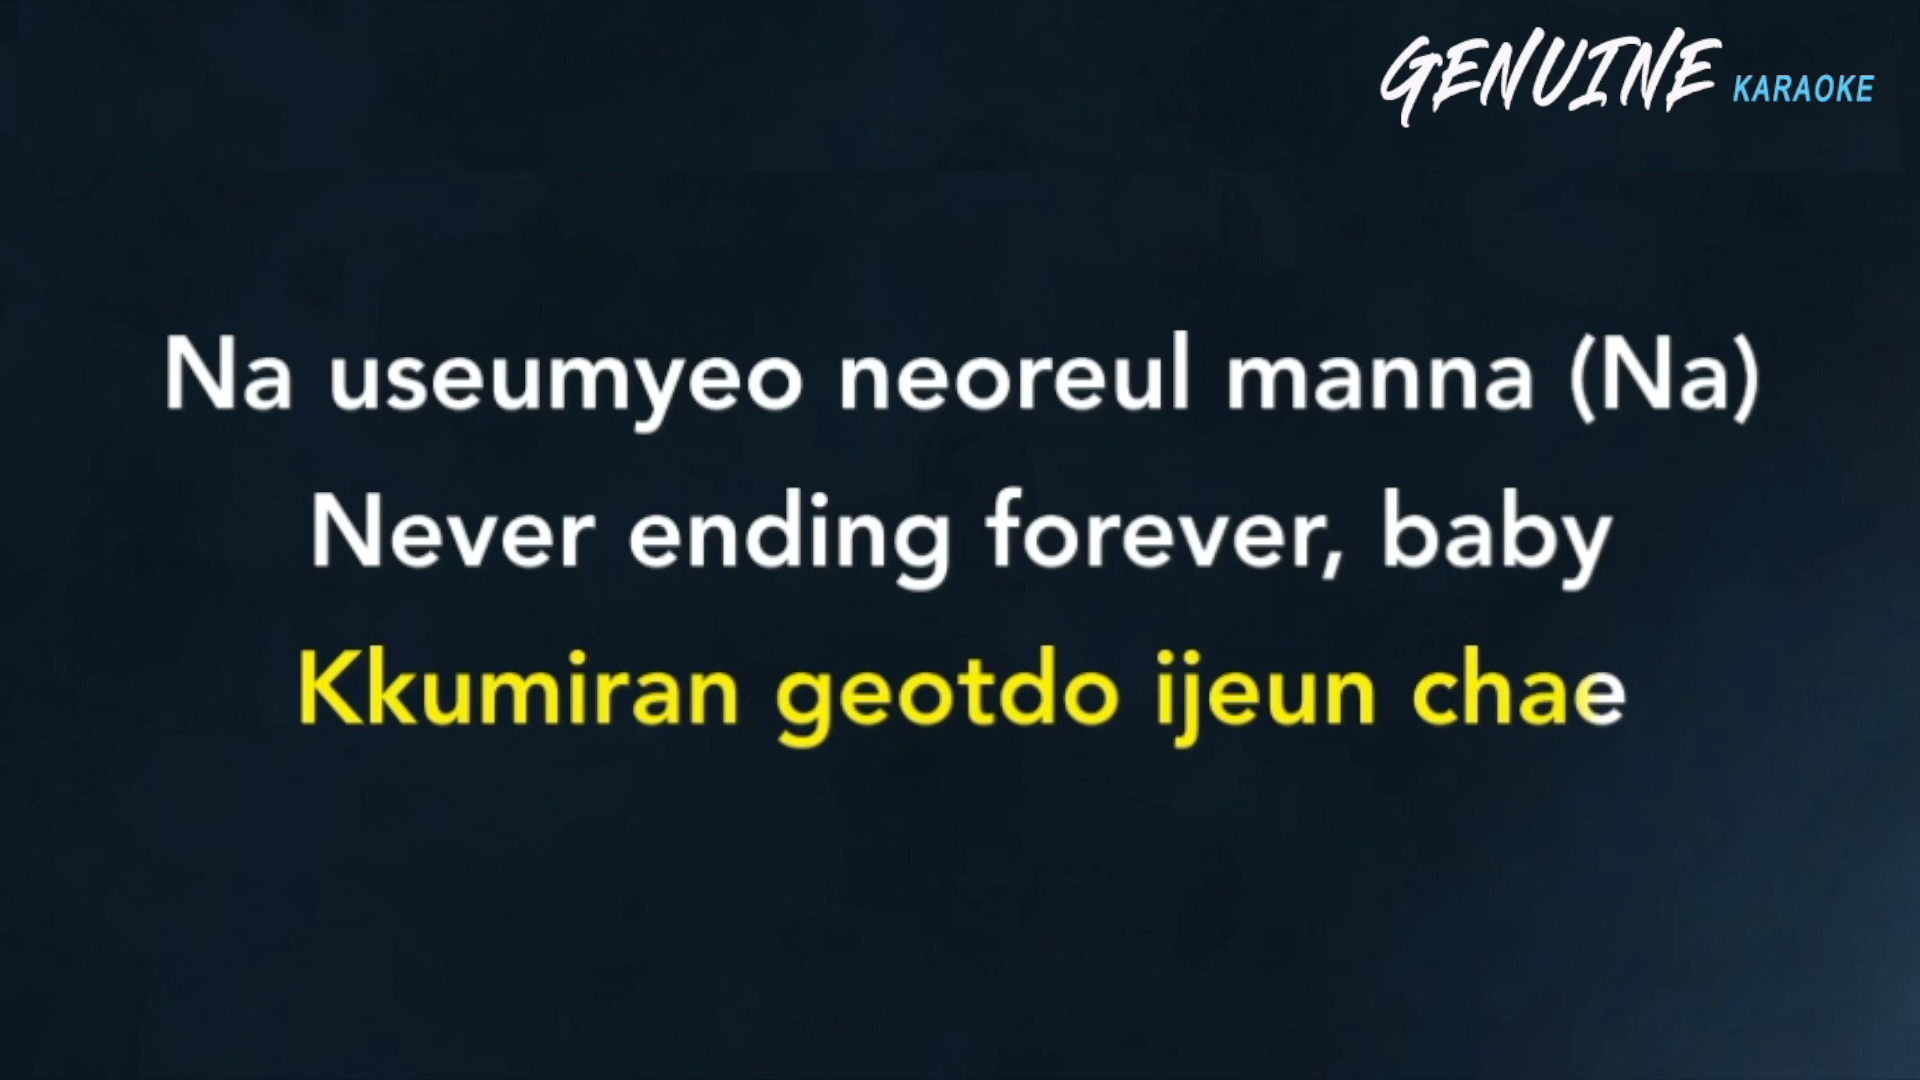 GENUINE KARAOKE
Na useumyeo neoreul manna (Na)
Never ending forever, baby
Kkumiran geotdo ijeun chae